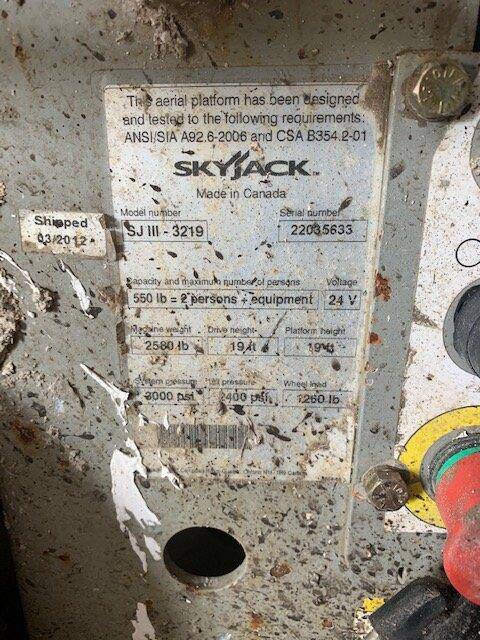 This aerial platform has been designed
and tested to the following requirements:
ANSI/SIA A92.6-2006 and CSA B354.2-01
SKYJACK™
Made in Canada
Model number Serial number
SJ III - 3219 22035633
Shipped
03/2012
Capacity and maximum number of persons Voltage
550 lb = 2 persons + equipment 24 V
Machine weight Drive height Platform height
2580 lb 19 ft 19 ft
System pressure Lift pressure Wheel load
3000 psi 2400 psi 1260 lb